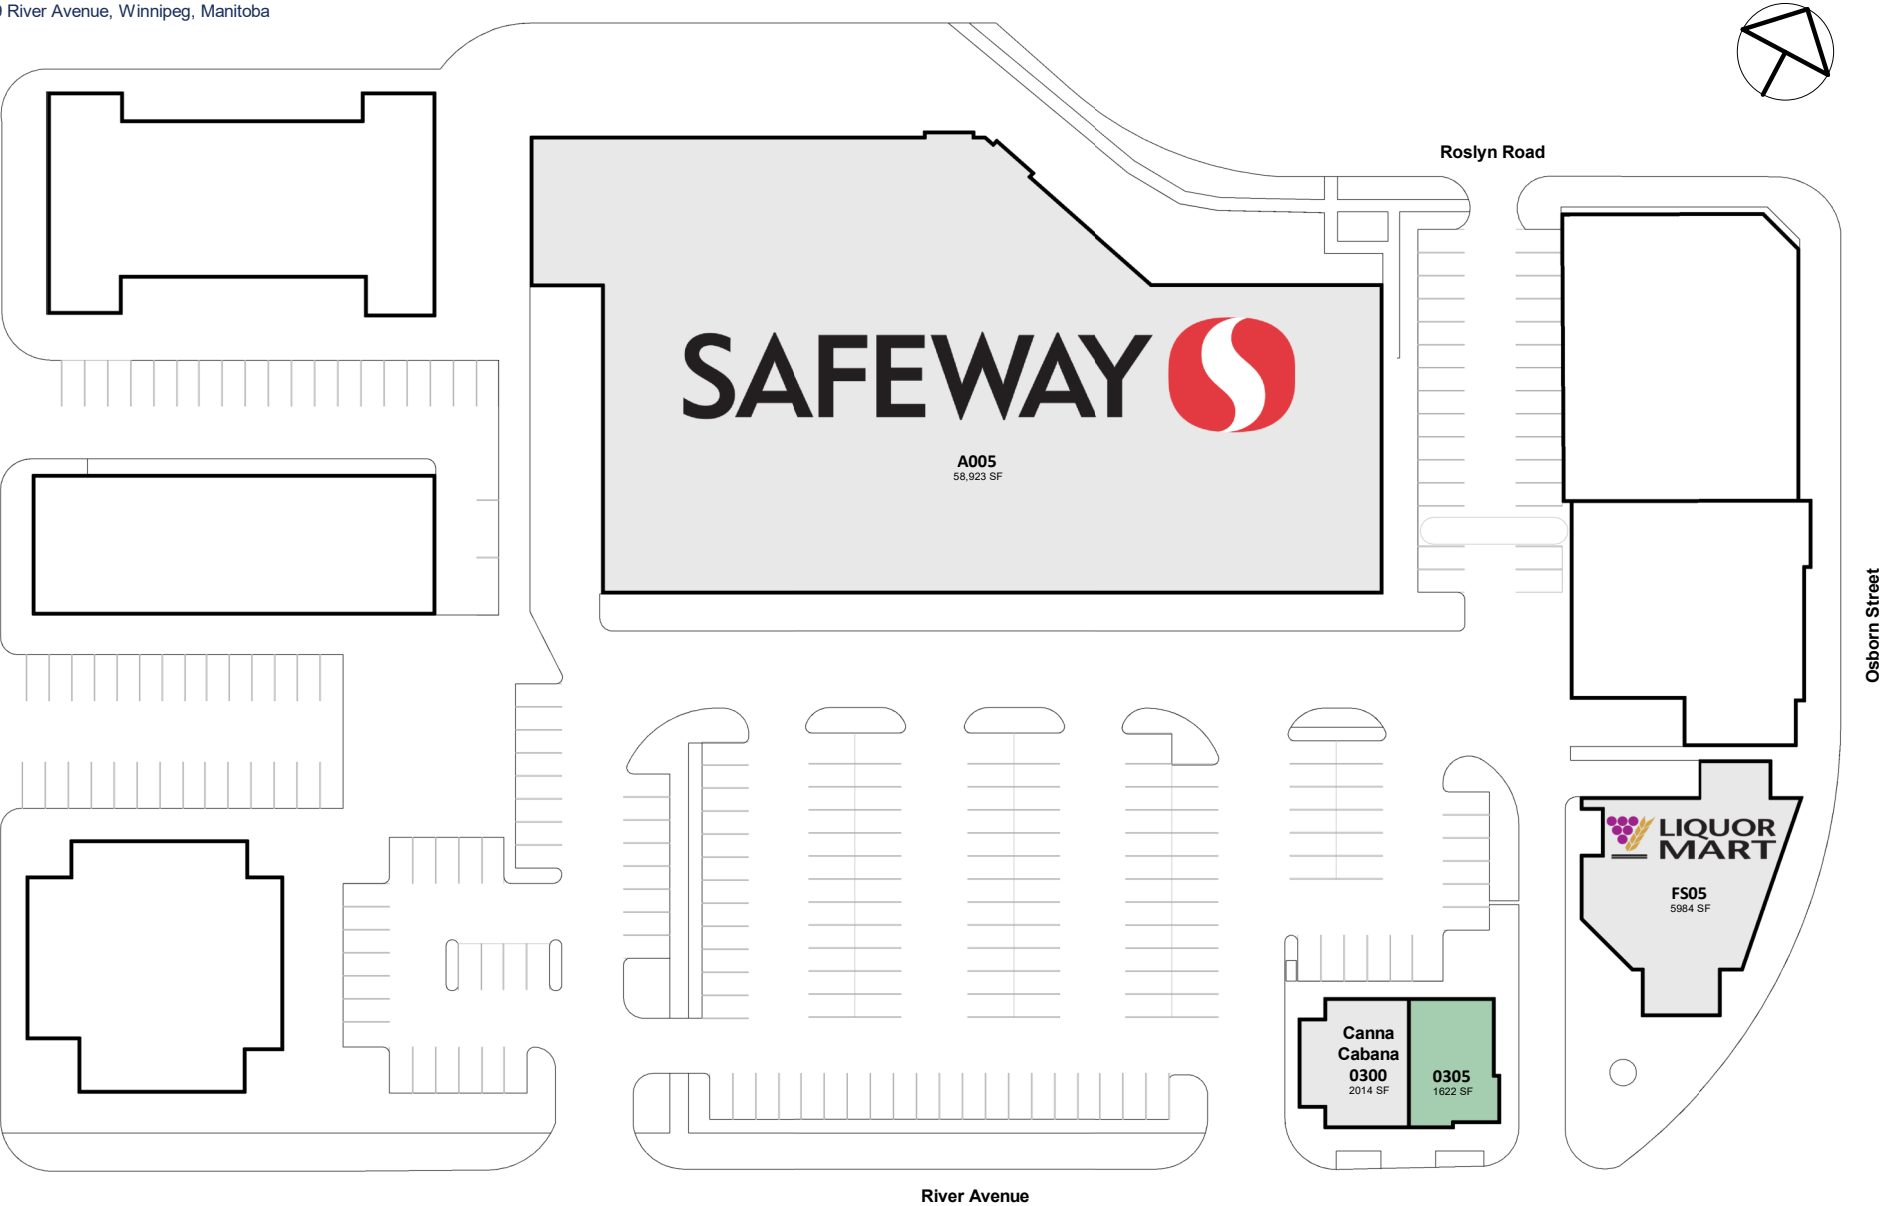 River Avenue, Winnipeg, Manitoba
Roslyn Road
SAFEWAY
A005
58,923 SF
Osborn Street
LIQUOR
MART
FS05
5984 SF
Canna
Cabana
0300
2014 SF
0305
1622 SF
River Avenue